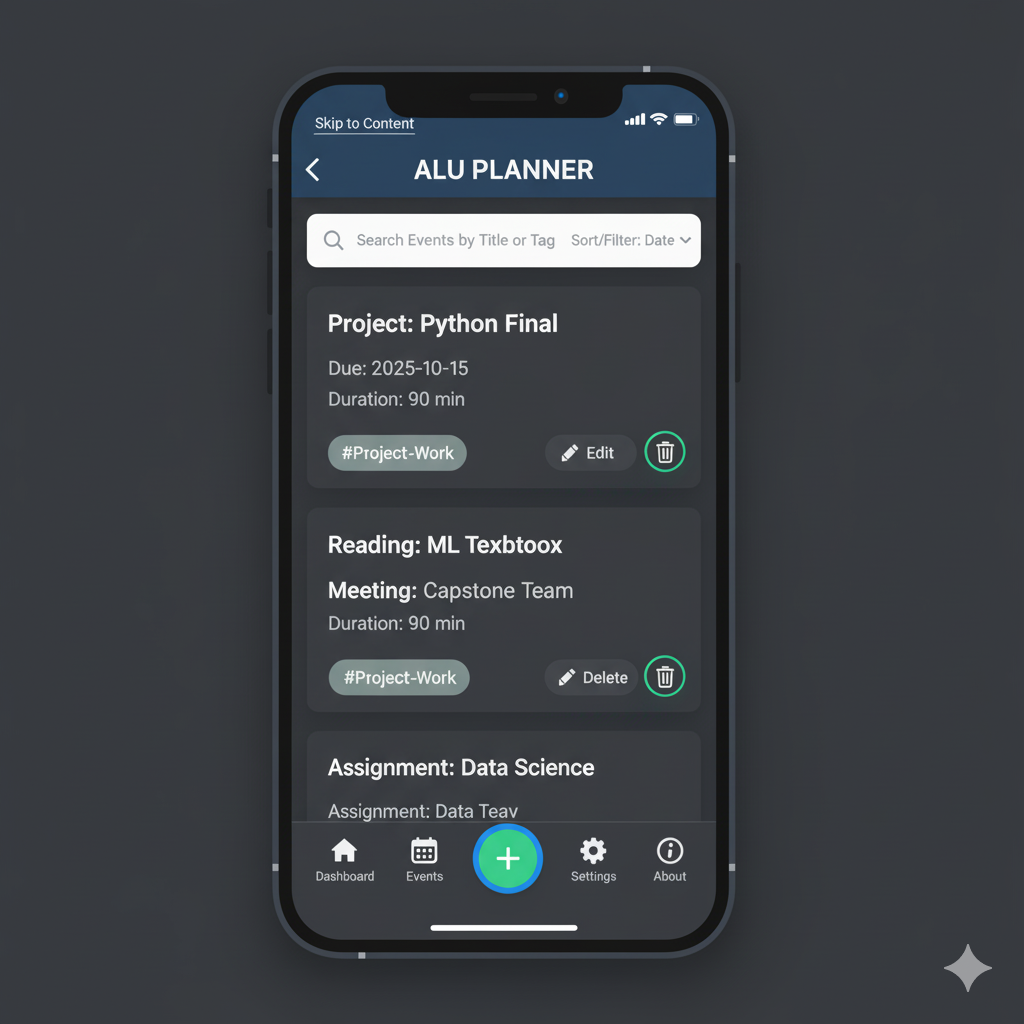 Skip to Content
ALU PLANNER
Search Events by Title or Tag Sort/Filter: Date
Project: Python Final
Due: 2025-10-15
Duration: 90 min
#Project-Work Edit
Reading: ML Texbtoox
Meeting: Capstone Team
Duration: 90 min
#Project-Work Delete
Assignment: Data Science
Assignment: Data Teav
Dashboard Events + Settings About